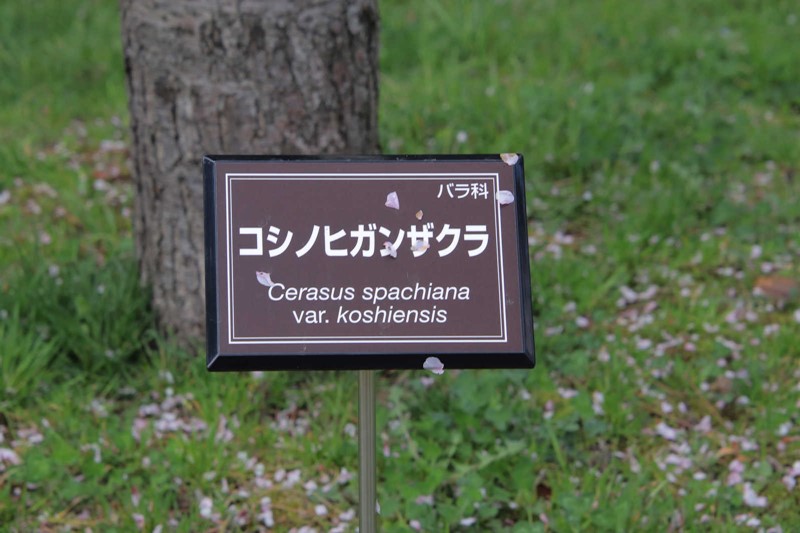 バラ科
コシノヒガンザクラ
Cerasus spachiana
var. koshiensis